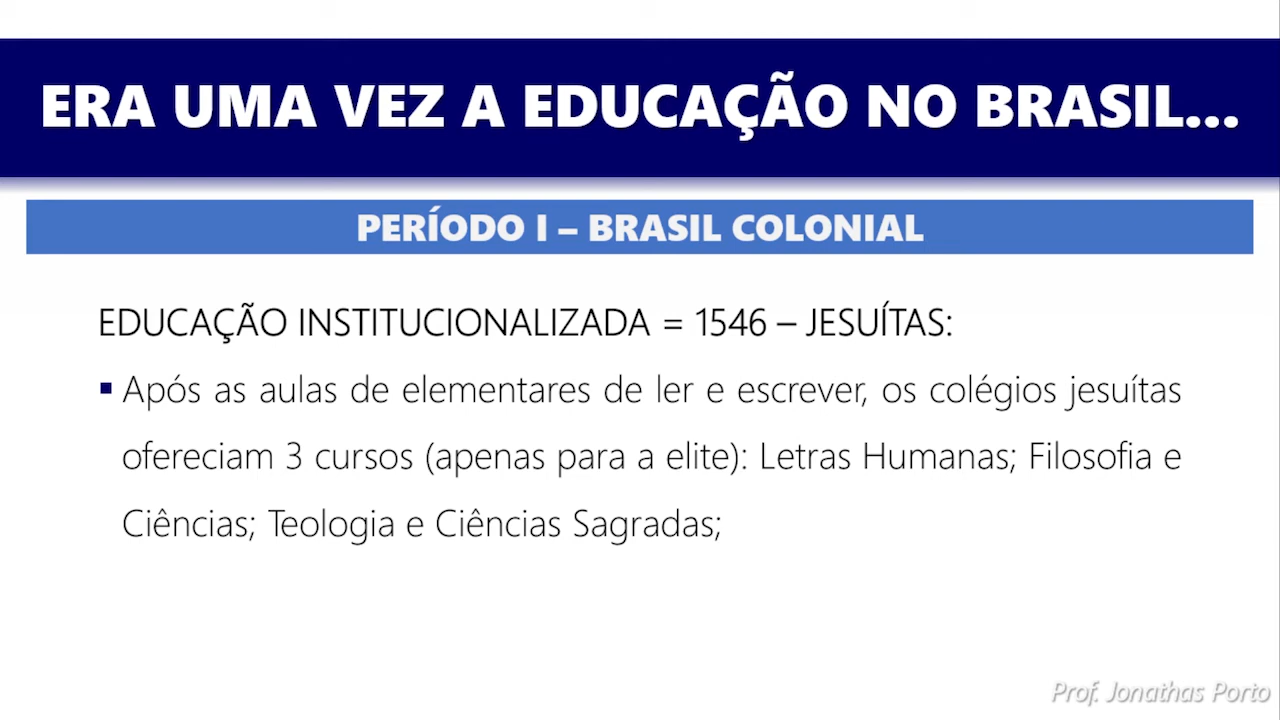 ERA UMA VEZ A EDUCAÇÃO NO BRASIL...
PERÍODO I – BRASIL COLONIAL
EDUCAÇÃO INSTITUCIONALIZADA = 1546 – JESUÍTAS:
▪ Após as aulas de elementares de ler e escrever, os colégios jesuítas
ofereciam 3 cursos (apenas para a elite): Letras Humanas; Filosofia e
Ciências; Teologia e Ciências Sagradas;
Prof. Jonathas Porto